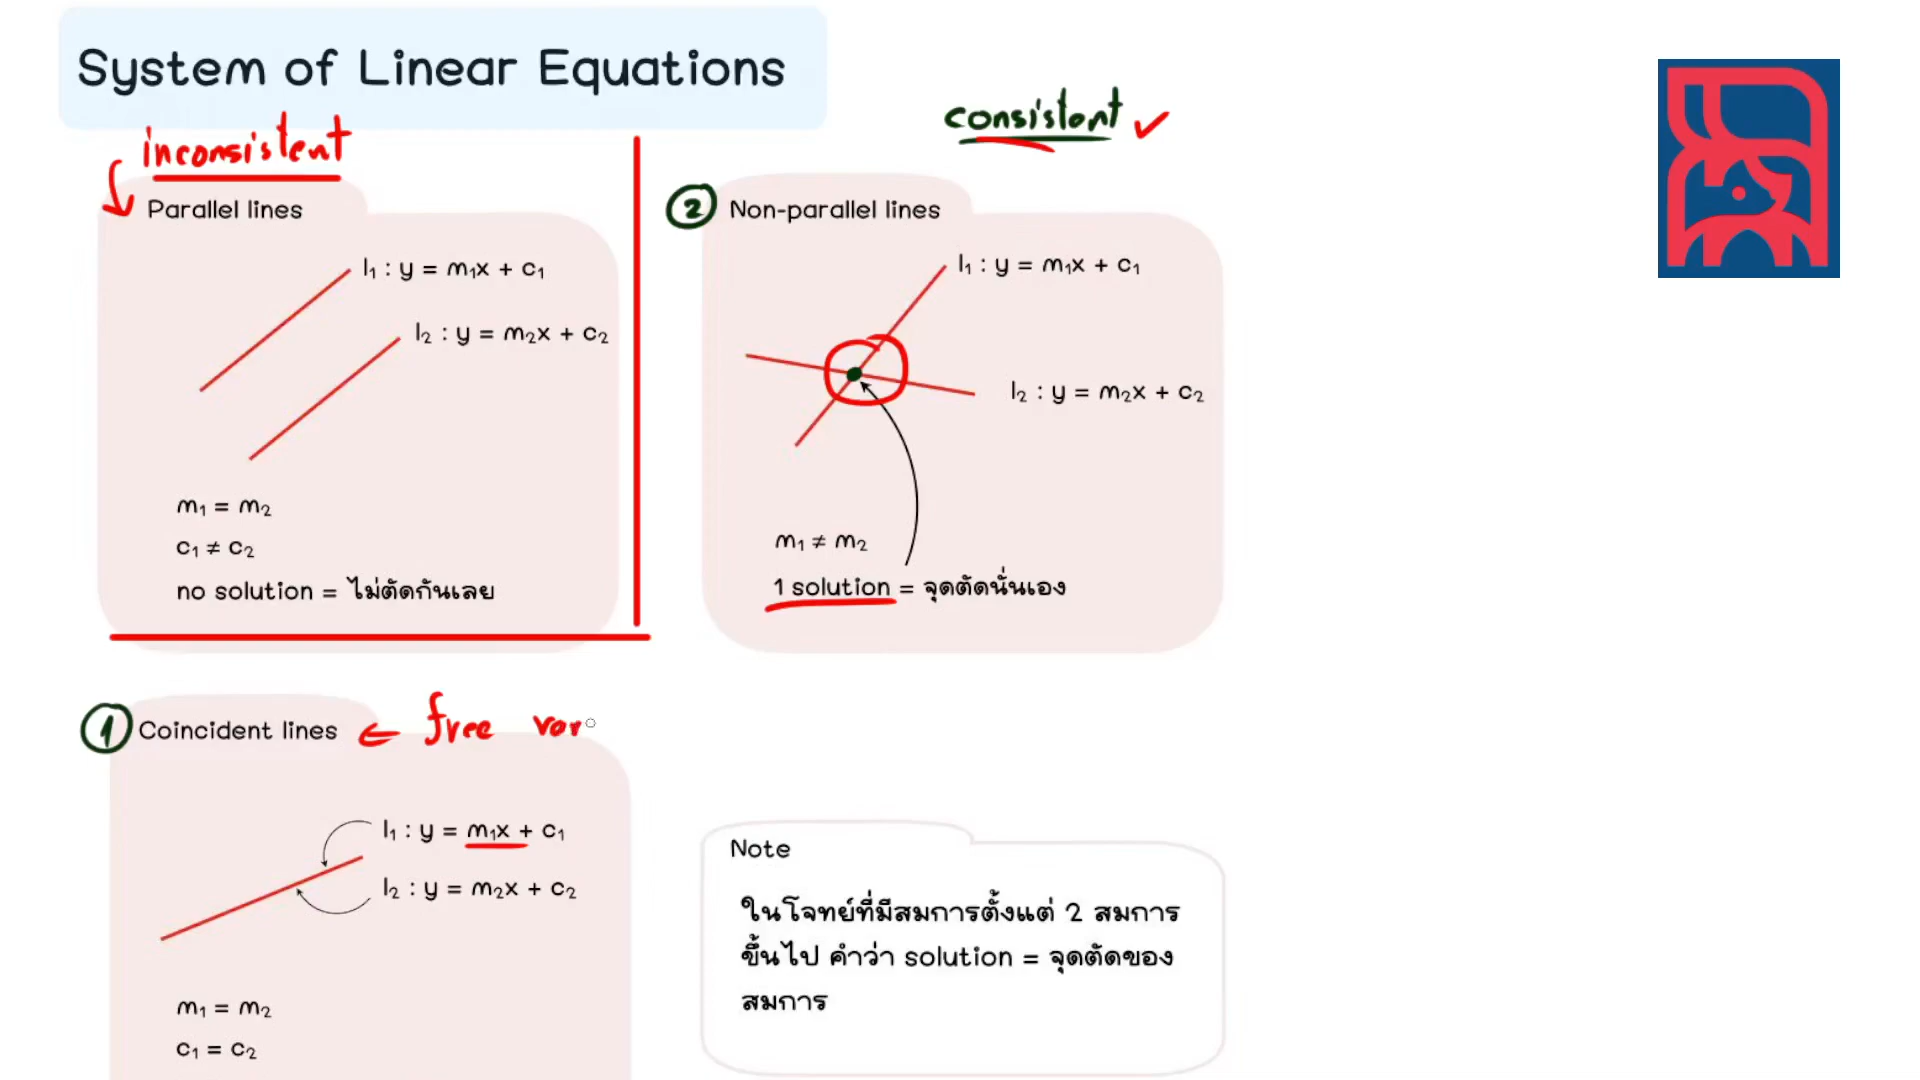 System of Linear Equations
inconsistent
Parallel lines
l₁ : y = m₁x + c₁
l₂ : y = m₂x + c₂
m₁ = m₂
c₁ ≠ c₂
no solution = ไม่ตัดกันเลย
consistent
2 Non-parallel lines
l₁ : y = m₁x + c₁
l₂ : y = m₂x + c₂
m₁ ≠ m₂
1 solution = จุดตัดนั่นเอง
1 Coincident lines ← free var
l₁ : y = m₁x + c₁
l₂ : y = m₂x + c₂
m₁ = m₂
c₁ = c₂
Note
ในโจทย์ที่มีสมการตั้งแต่ 2 สมการ
ขึ้นไป คำว่า solution = จุดตัดของ
สมการ